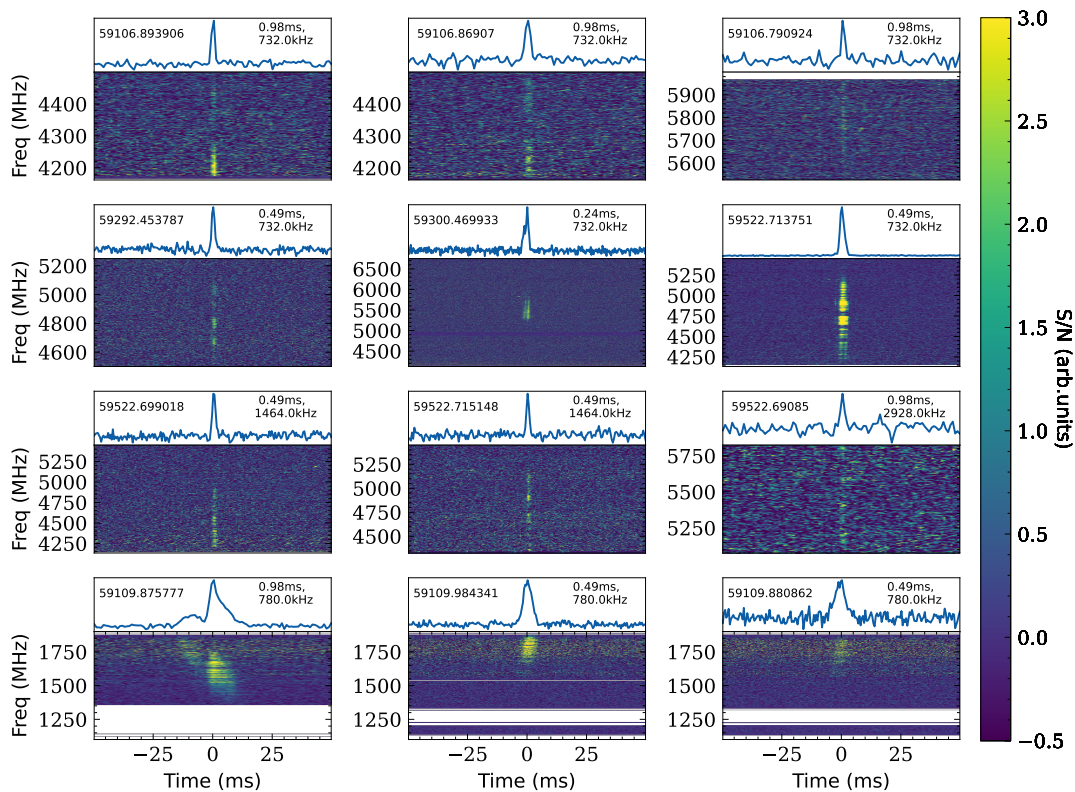 59106.893906
0.98ms,
732.0kHz
59106.86907
0.98ms,
732.0kHz
59106.790924
0.98ms,
732.0kHz
Freq (MHz)
4400
4300
4200
4400
4300
4200
5900
5800
5700
5600
59292.453787
0.49ms,
732.0kHz
59300.469933
0.24ms,
732.0kHz
59522.713751
0.49ms,
732.0kHz
Freq (MHz)
5200
5000
4800
4600
6500
6000
5500
5000
4500
5250
5000
4750
4500
4250
59522.699018
0.49ms,
1464.0kHz
59522.715148
0.49ms,
1464.0kHz
59522.69085
0.98ms,
2928.0kHz
Freq (MHz)
5250
5000
4750
4500
4250
5250
5000
4750
4500
5750
5500
5250
59109.875777
0.98ms,
780.0kHz
59109.984341
0.49ms,
780.0kHz
59109.880862
0.49ms,
780.0kHz
Freq (MHz)
1750
1500
1250
1750
1500
1250
1750
1500
1250
−25 0 25
−25 0 25
−25 0 25
Time (ms)
Time (ms)
Time (ms)
3.0
2.5
2.0
1.5
1.0
0.5
0.0
−0.5
S/N (arb.units)